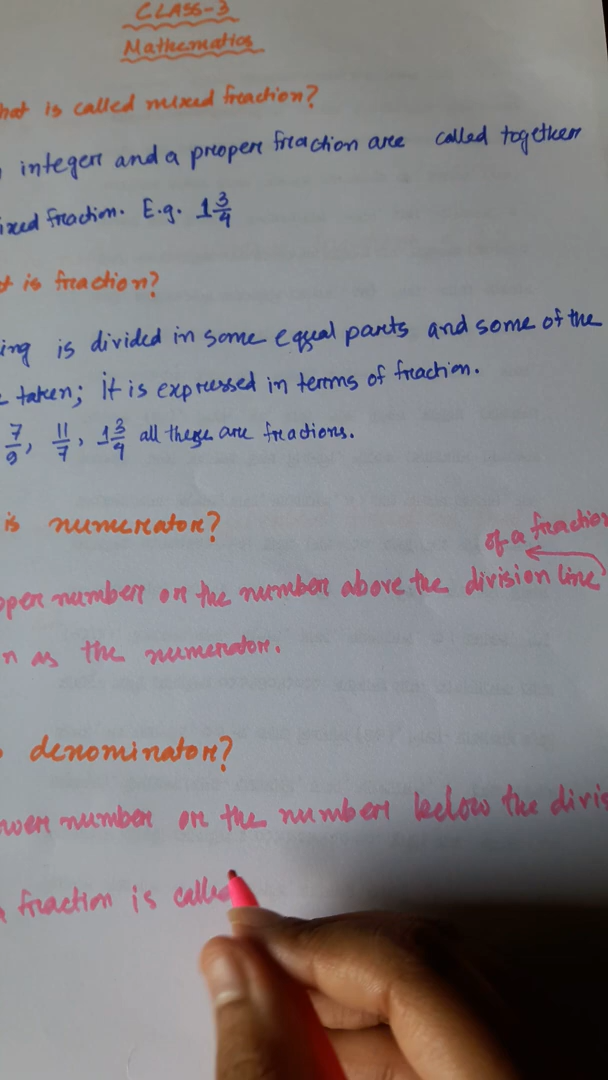 CLASS-3
Mathematics
hat is called mixed fraction?
integer and a proper fraction are called together
ixed fraction. E.g. 1 3/4
t is fraction?
ing is divided in some equal parts and some of the
e taken; it is expressed in terms of fraction.
7/9, 11/7, 1 3/4 all these are fractions.
is numerator?
of a fraction
pper number or the number above the division line
n as the numerator.
denominator?
ower number or the number below the divis
a fraction is called